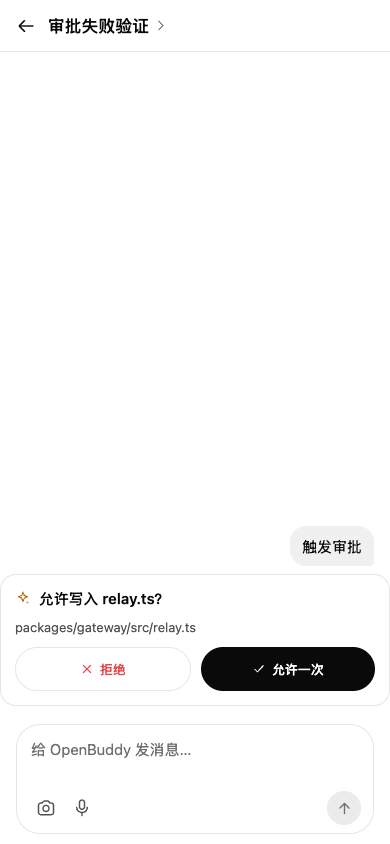 审批失败验证
触发审批
允许写入 relay.ts?
packages/gateway/src/relay.ts
拒绝
允许一次
给 OpenBuddy 发消息...